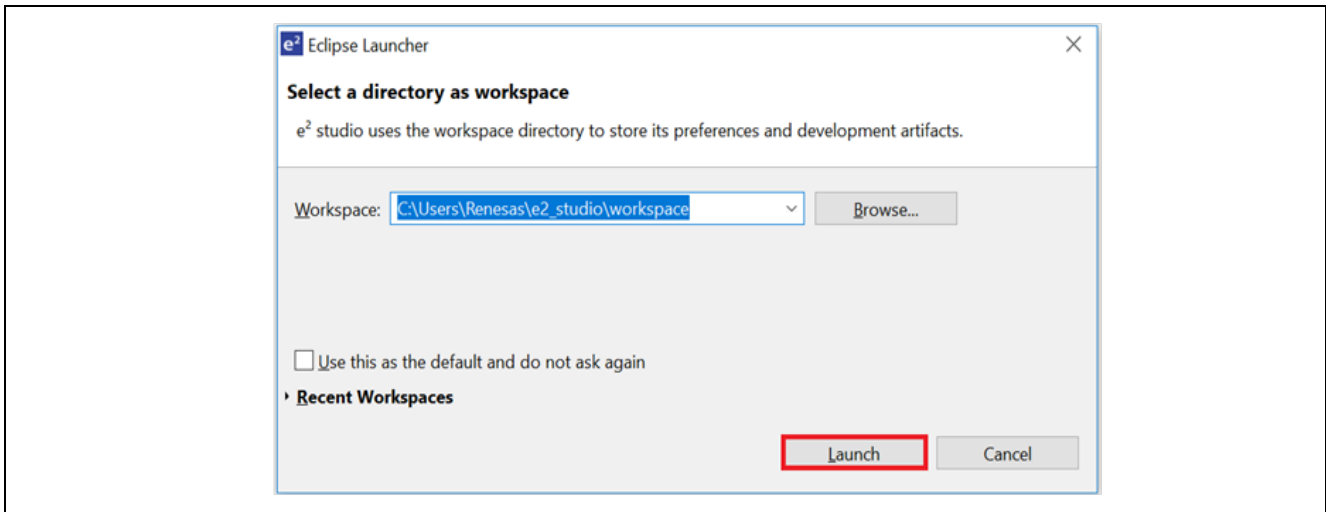 e² Eclipse Launcher
Select a directory as workspace
e² studio uses the workspace directory to store its preferences and development artifacts.
Workspace: C:\Users\Renesas\e2_studio\workspace Browse...
Use this as the default and do not ask again
Recent Workspaces
Launch Cancel